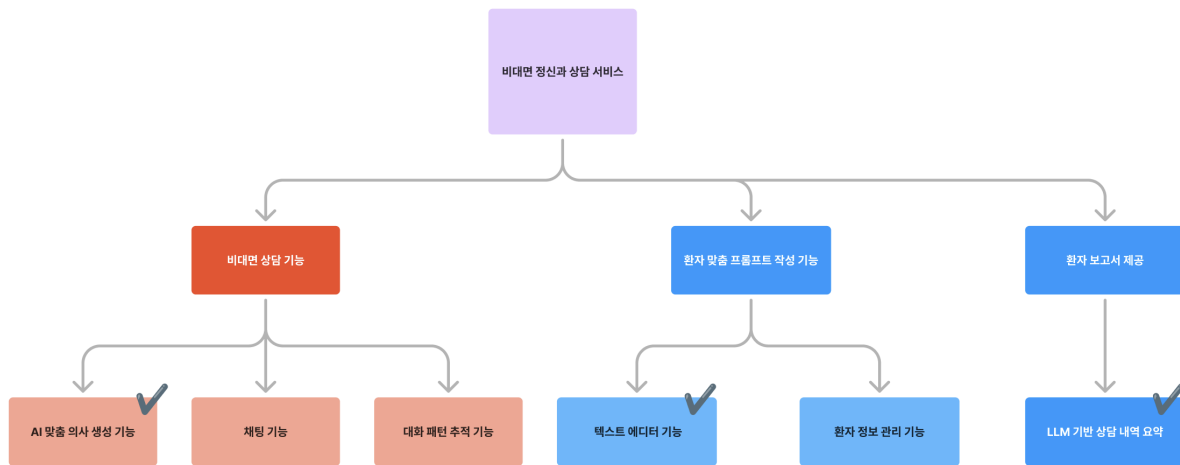 비대면 정신과 상담 서비스
비대면 상담 기능
환자 맞춤 프롬프트 작성 기능
환자 보고서 제공
AI 맞춤 의사 생성 기능
채팅 기능
대화 패턴 추적 기능
텍스트 에디터 기능
환자 정보 관리 기능
LLM 기반 상담 내역 요약